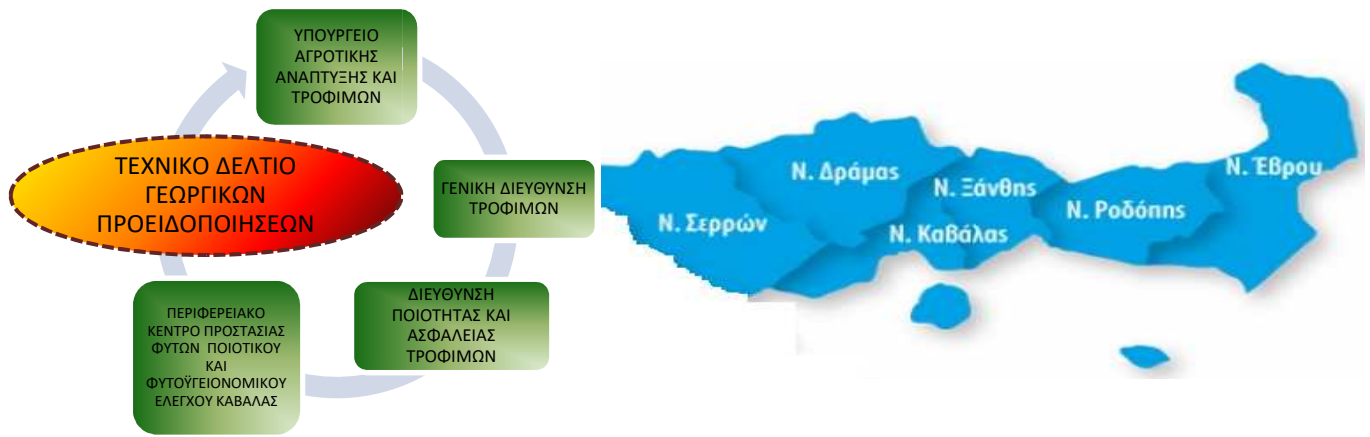 ΥΠΟΥΡΓΕΙΟ
ΑΓΡΟΤΙΚΗΣ
ΑΝΑΠΤΥΞΗΣ ΚΑΙ
ΤΡΟΦΙΜΩΝ
ΤΕΧΝΙΚΟ ΔΕΛΤΙΟ
ΓΕΩΡΓΙΚΩΝ
ΠΡΟΕΙΔΟΠΟΙΗΣΕΩΝ
ΓΕΝΙΚΗ ΔΙΕΥΘΥΝΣΗ
ΤΡΟΦΙΜΩΝ
ΔΙΕΥΘΥΝΣΗ
ΠΟΙΟΤΗΤΑΣ ΚΑΙ
ΑΣΦΑΛΕΙΑΣ
ΤΡΟΦΙΜΩΝ
ΠΕΡΙΦΕΡΕΙΑΚΟ
ΚΕΝΤΡΟ ΠΡΟΣΤΑΣΙΑΣ
ΦΥΤΩΝ ΠΟΙΟΤΙΚΟΥ
ΚΑΙ
ΦΥΤΟΫΓΕΙΟΝΟΜΙΚΟΥ
ΕΛΕΓΧΟΥ ΚΑΒΑΛΑΣ
Ν. Σερρών
Ν. Δράμας
Ν. Καβάλας
Ν. Ξάνθης
Ν. Ροδόπης
Ν. Έβρου